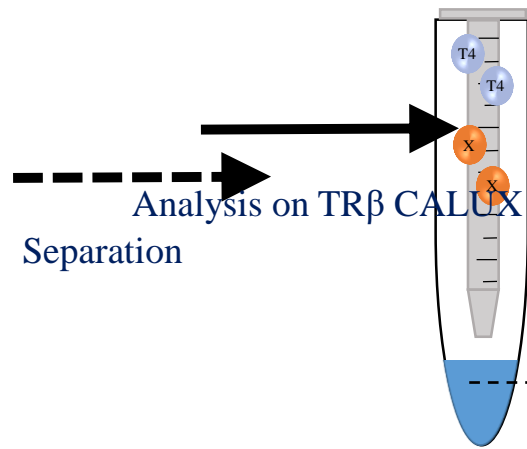 T4
T4
X
X
Analysis on TRβ CALUX
Separation